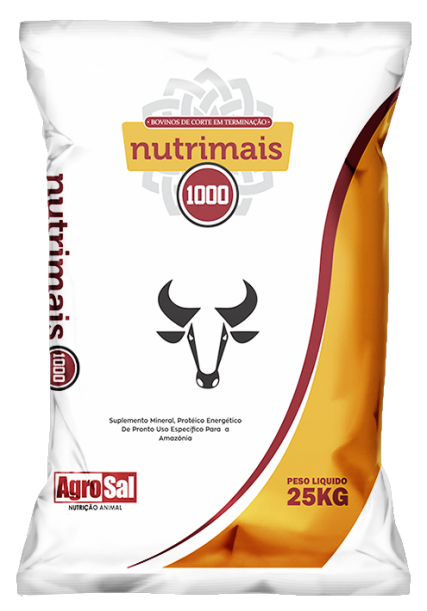 • BOVINOS DE CORTE EM TERMINAÇÃO •
nutrimais
1000
nutrimais
1000
Suplemento Mineral, Protéico Energético
De Pronto Uso Específico Para a
Amazônia
AgroSal
NUTRIÇÃO ANIMAL
PESO LIQUIDO
25KG